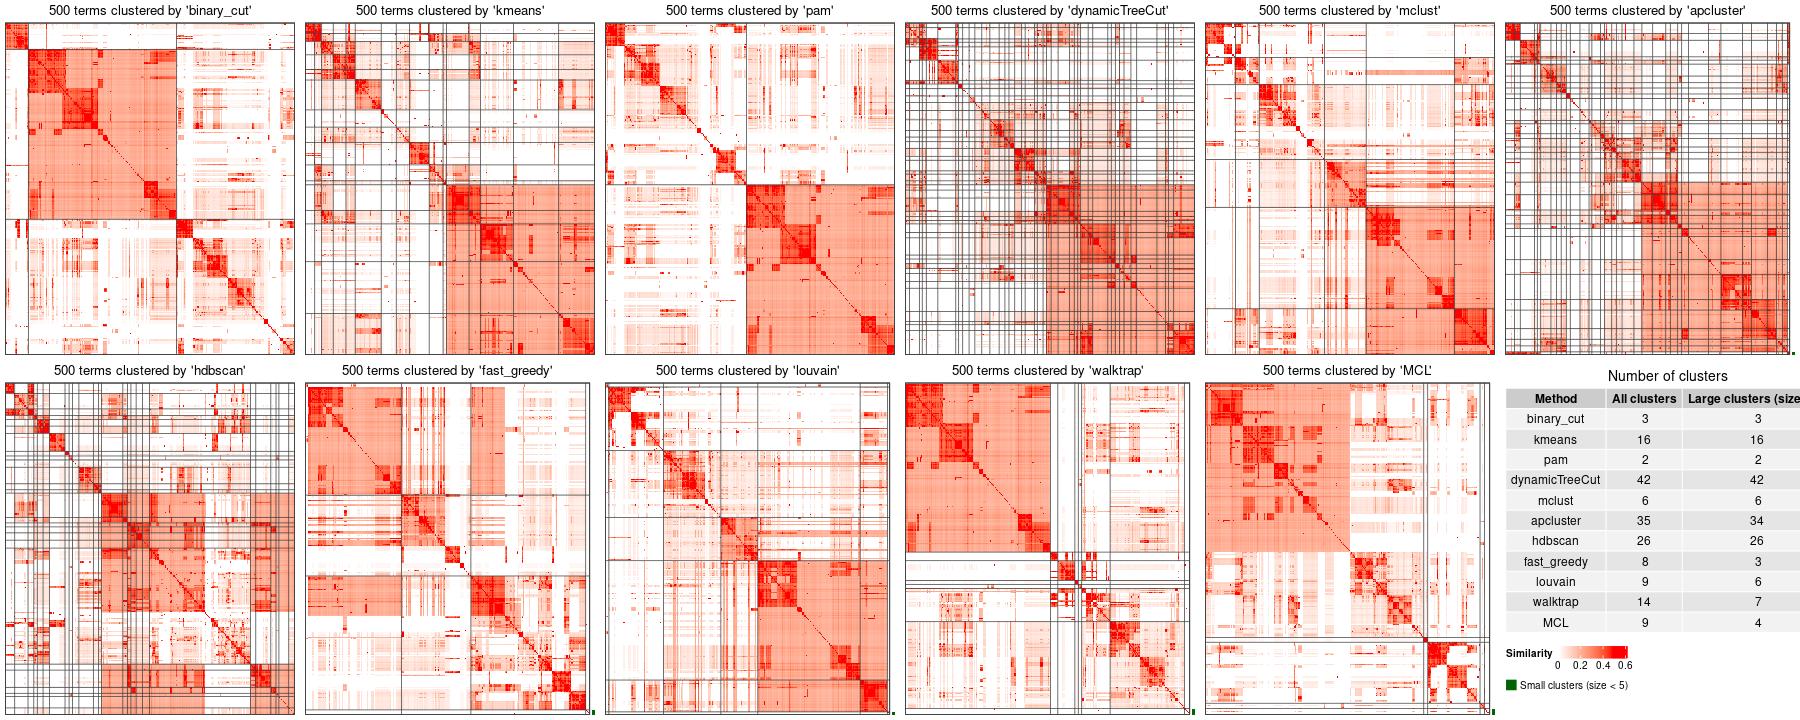 500 terms clustered by 'binary_cut'
500 terms clustered by 'kmeans'
500 terms clustered by 'pam'
500 terms clustered by 'dynamicTreeCut'
500 terms clustered by 'mclust'
500 terms clustered by 'apcluster'
500 terms clustered by 'hdbscan'
500 terms clustered by 'fast_greedy'
500 terms clustered by 'louvain'
500 terms clustered by 'walktrap'
500 terms clustered by 'MCL'
Number of clusters
Method All clusters Large clusters (size
binary_cut 3 3
kmeans 16 16
pam 2 2
dynamicTreeCut 42 42
mclust 6 6
apcluster 35 34
hdbscan 26 26
fast_greedy 8 3
louvain 9 6
walktrap 14 7
MCL 9 4
Similarity
0 0.2 0.4 0.6
Small clusters (size < 5)